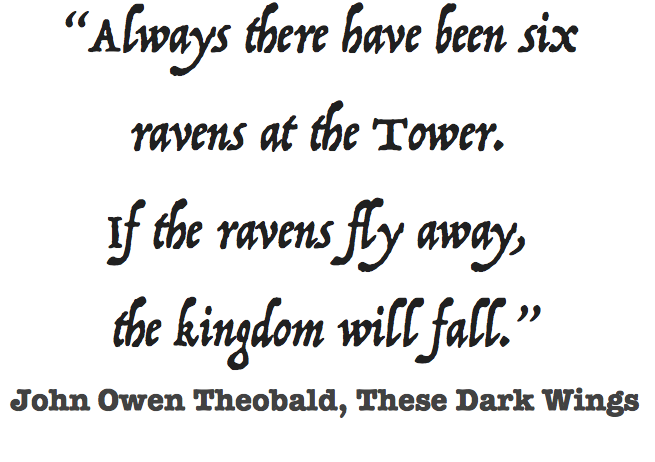 “Always there have been six
ravens at the Tower.
If the ravens fly away,
the kingdom will fall.”
John Owen Theobald, These Dark Wings